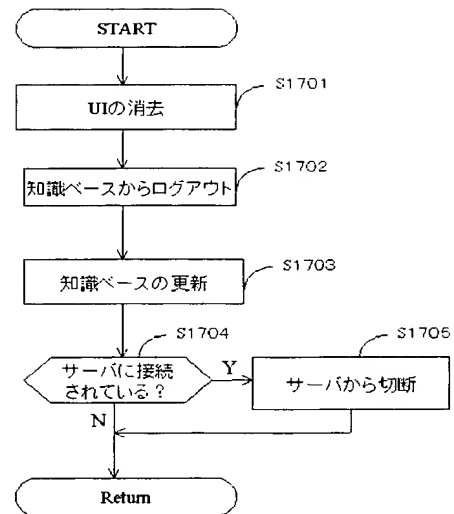 START
UIの消去
S1701
知識ベースからログアウト
S1702
知識ベースの更新
S1703
サーバに接続
されている？
S1704
Y
サーバから切断
S1705
N
Return